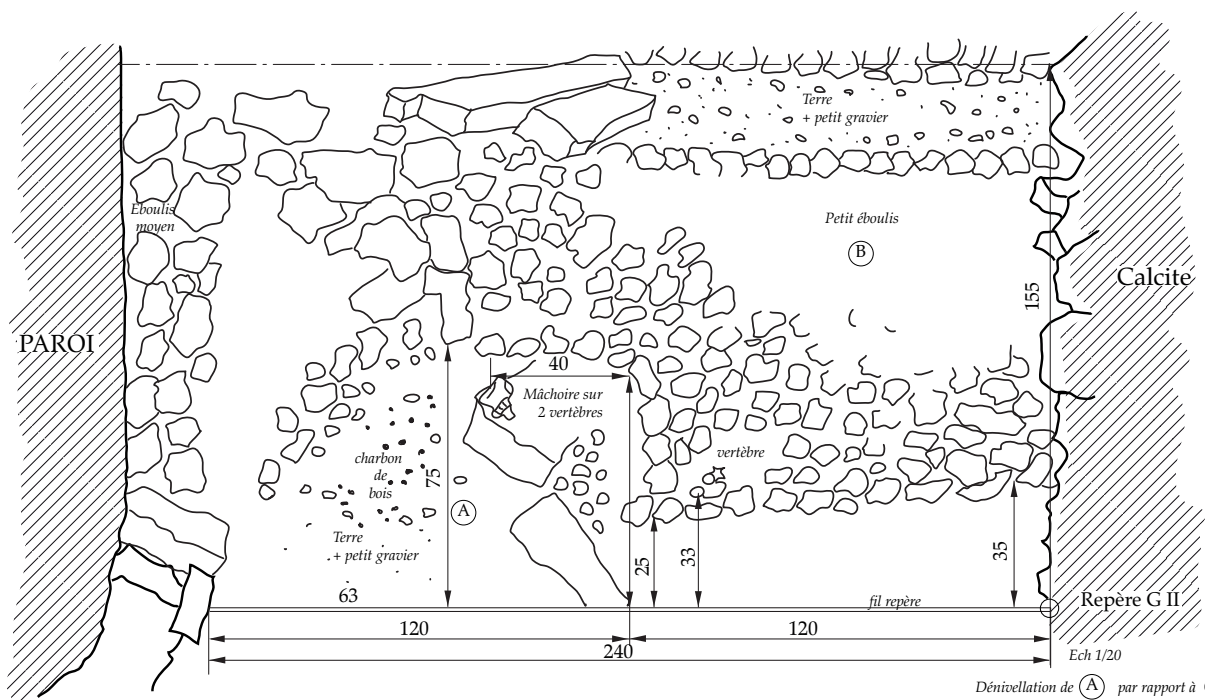 Terre
+ petit gravier
Eboulis
moyen
Petit éboulis
B
Calcite
155
PAROI
40
Mâchoire sur
2 vertèbres
vertèbre
charbon
de
bois
75
A
Terre
+ petit gravier
25
33
35
63
fil repère
Repère G II
120
120
240
Ech 1/20
Dénivellation de A par rapport à